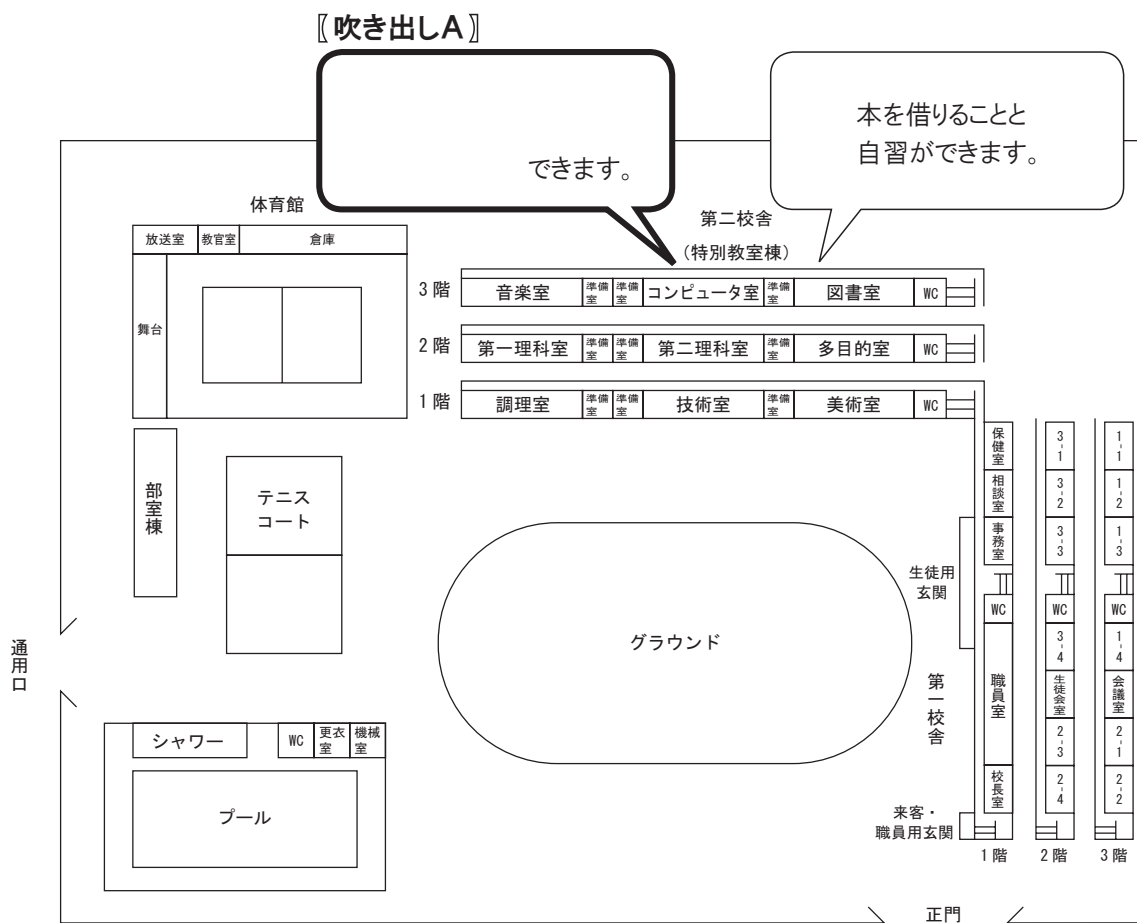 〖吹き出しA〗
できます。
本を借りることと
自習ができます。
体育館
放送室
教官室
倉庫
舞台
第二校舎
(特別教室棟)
3階
音楽室
準備
室
準備
室
コンピュータ室
準備
室
図書室
WC
2階
第一理科室
準備
室
準備
室
第二理科室
準備
室
多目的室
WC
1階
調理室
準備
室
準備
室
技術室
準備
室
美術室
WC
部室棟
テニス
コート
グラウンド
通用口
シャワー
WC
更衣
室
機械
室
プール
生徒用
玄関
第一校舎
来客・
職員用玄関
保健室
相談室
事務室
WC
職員室
校長室
1階
3-1
3-2
3-3
WC
3-4
生徒会室
2-3
2-4
2階
1-1
1-2
1-3
WC
1-4
会議室
2-1
2-2
3階
正門